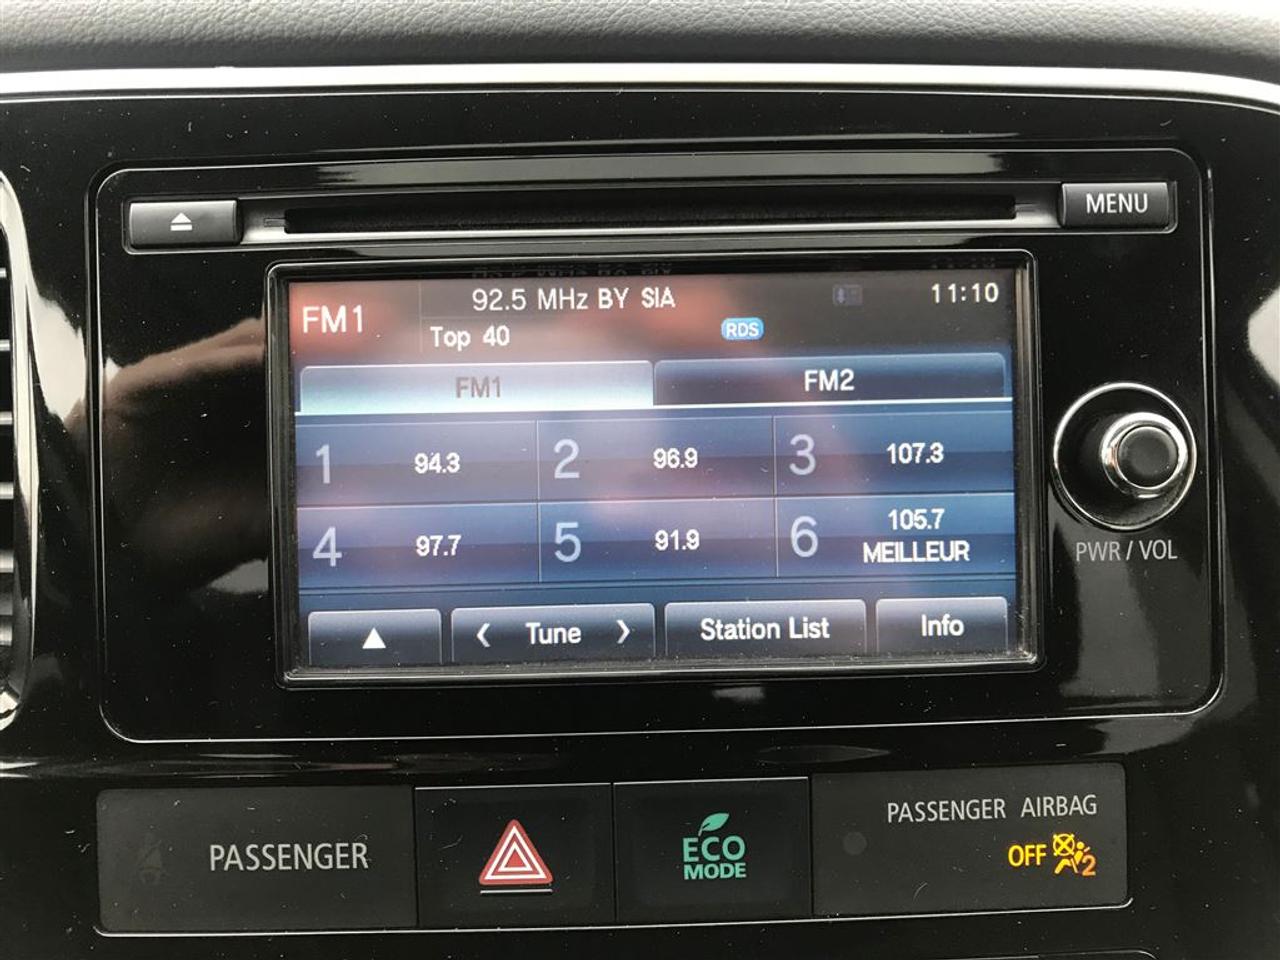 MENU
FM1
92.5 MHz BY SIA
11:10
Top 40
RDS
FM1
FM2
1 94.3
2 96.9
3 107.3
4 97.7
5 91.9
6 105.7
MEILLEUR
PWR / VOL
< Tune >
Station List
Info
PASSENGER
ECO
MODE
PASSENGER AIRBAG
OFF 2